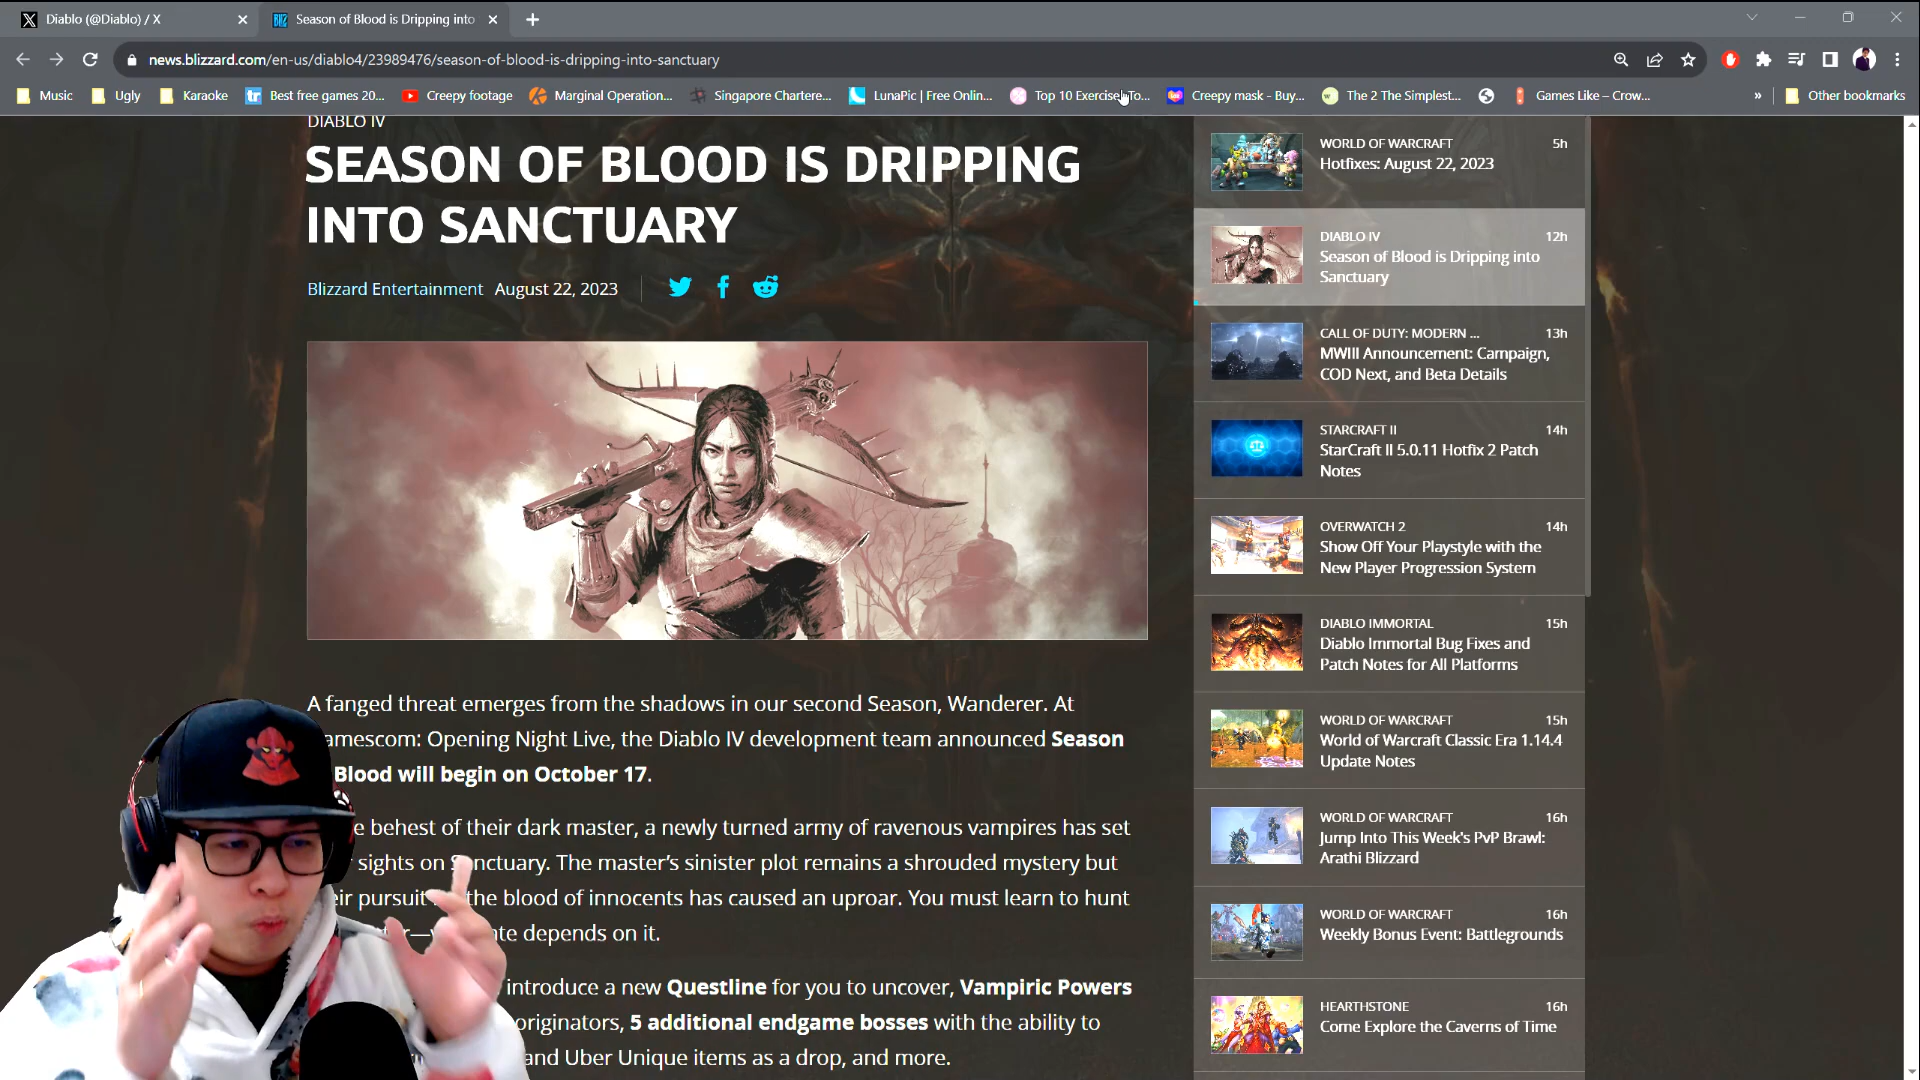 Diablo (@Diablo) / X
Season of Blood is Dripping into
news.blizzard.com/en-us/diablo4/23989476/season-of-blood-is-dripping-into-sanctuary
Music Ugly Karaoke Best free games 20... Creepy footage Marginal Operation... Singapore Chartere... LunaPic | Free Onlin... Top 10 Exercise To... Creepy mask - Buy... The 2 The Simplest... Games Like – Crow... » Other bookmarks
DIABLO IV
SEASON OF BLOOD IS DRIPPING
INTO SANCTUARY
Blizzard Entertainment August 22, 2023
A fanged threat emerges from the shadows in our second Season, Wanderer. At
amescom: Opening Night Live, the Diablo IV development team announced Season
Blood will begin on October 17.
e behest of their dark master, a newly turned army of ravenous vampires has set
sights on Sanctuary. The master's sinister plot remains a shrouded mystery but
eir pursuit the blood of innocents has caused an uproar. You must learn to hunt
depends on it.
introduce a new Questline for you to uncover, Vampiric Powers
originators, 5 additional endgame bosses with the ability to
and Uber Unique items as a drop, and more.
WORLD OF WARCRAFT 5h
Hotfixes: August 22, 2023
DIABLO IV 12h
Season of Blood is Dripping into
Sanctuary
CALL OF DUTY: MODERN ... 13h
MWIII Announcement: Campaign,
COD Next, and Beta Details
STARCRAFT II 14h
StarCraft II 5.0.11 Hotfix 2 Patch
Notes
OVERWATCH 2 14h
Show Off Your Playstyle with the
New Player Progression System
DIABLO IMMORTAL 15h
Diablo Immortal Bug Fixes and
Patch Notes for All Platforms
WORLD OF WARCRAFT 15h
World of Warcraft Classic Era 1.14.4
Update Notes
WORLD OF WARCRAFT 16h
Jump Into This Week's PvP Brawl:
Arathi Blizzard
WORLD OF WARCRAFT 16h
Weekly Bonus Event: Battlegrounds
HEARTHSTONE 16h
Come Explore the Caverns of Time